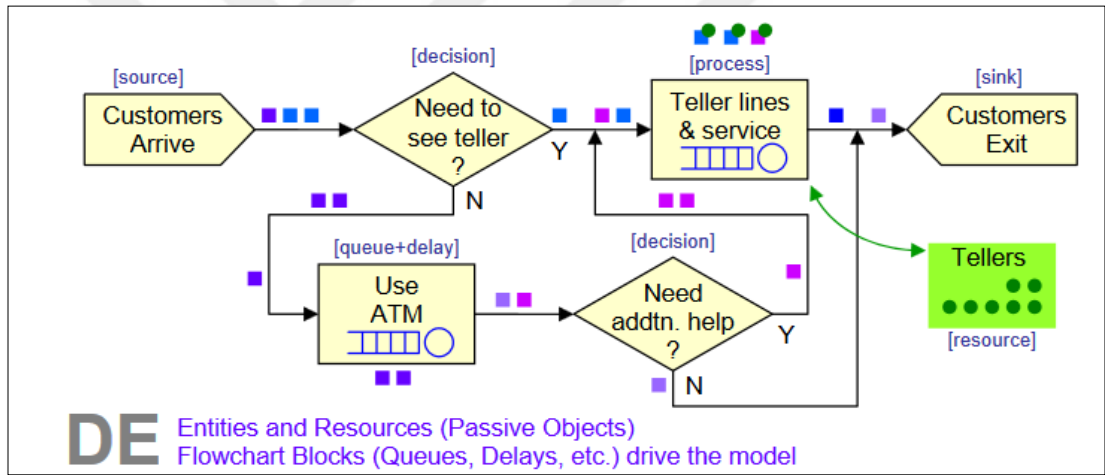 [source]
Customers
Arrive
[decision]
Need to
see teller
?
Y
N
[process]
Teller lines
& service
[sink]
Customers
Exit
[queue+delay]
Use
ATM
[decision]
Need
addtn. help
?
Y
N
Tellers
[resource]
DE
Entities and Resources (Passive Objects)
Flowchart Blocks (Queues, Delays, etc.) drive the model